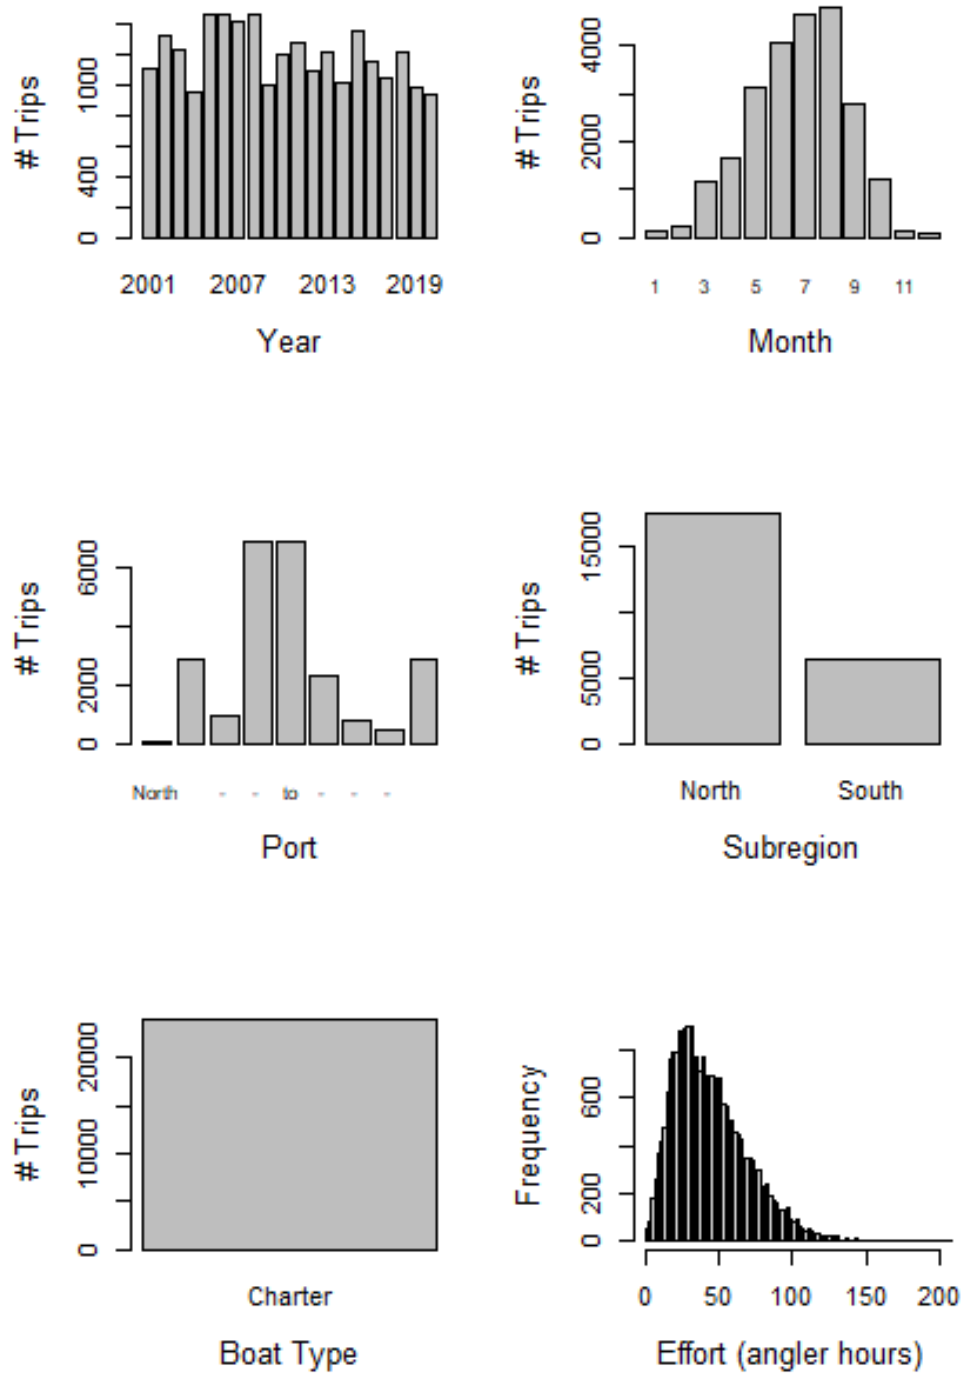 # Trips
0 400 1000
2001 2007 2013 2019
Year
# Trips
0 2000 4000
1 3 5 7 9 11
Month
# Trips
0 2000 6000
North - - to - - -
Port
# Trips
0 5000 15000
North South
Subregion
# Trips
0 10000 20000
Charter
Boat Type
Frequency
0 200 600
0 50 100 150 200
Effort (angler hours)